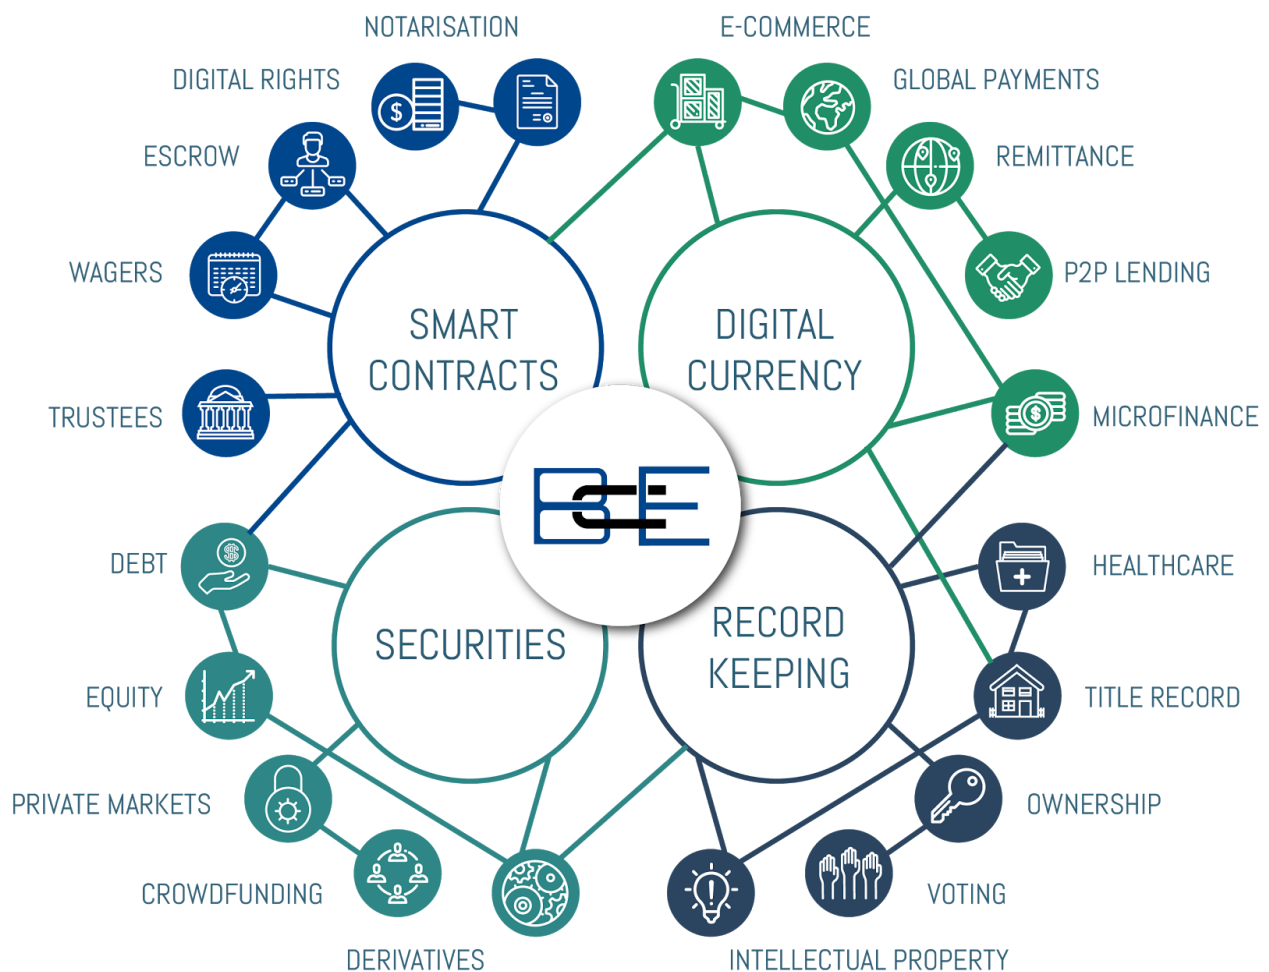 NOTARISATION
E-COMMERCE
DIGITAL RIGHTS
GLOBAL PAYMENTS
ESCROW
REMITTANCE
WAGERS
P2P LENDING
SMART
CONTRACTS
DIGITAL
CURRENCY
TRUSTEES
MICROFINANCE
BCE
DEBT
HEALTHCARE
SECURITIES
RECORD
KEEPING
EQUITY
TITLE RECORD
PRIVATE MARKETS
OWNERSHIP
CROWDFUNDING
VOTING
DERIVATIVES
INTELLECTUAL PROPERTY